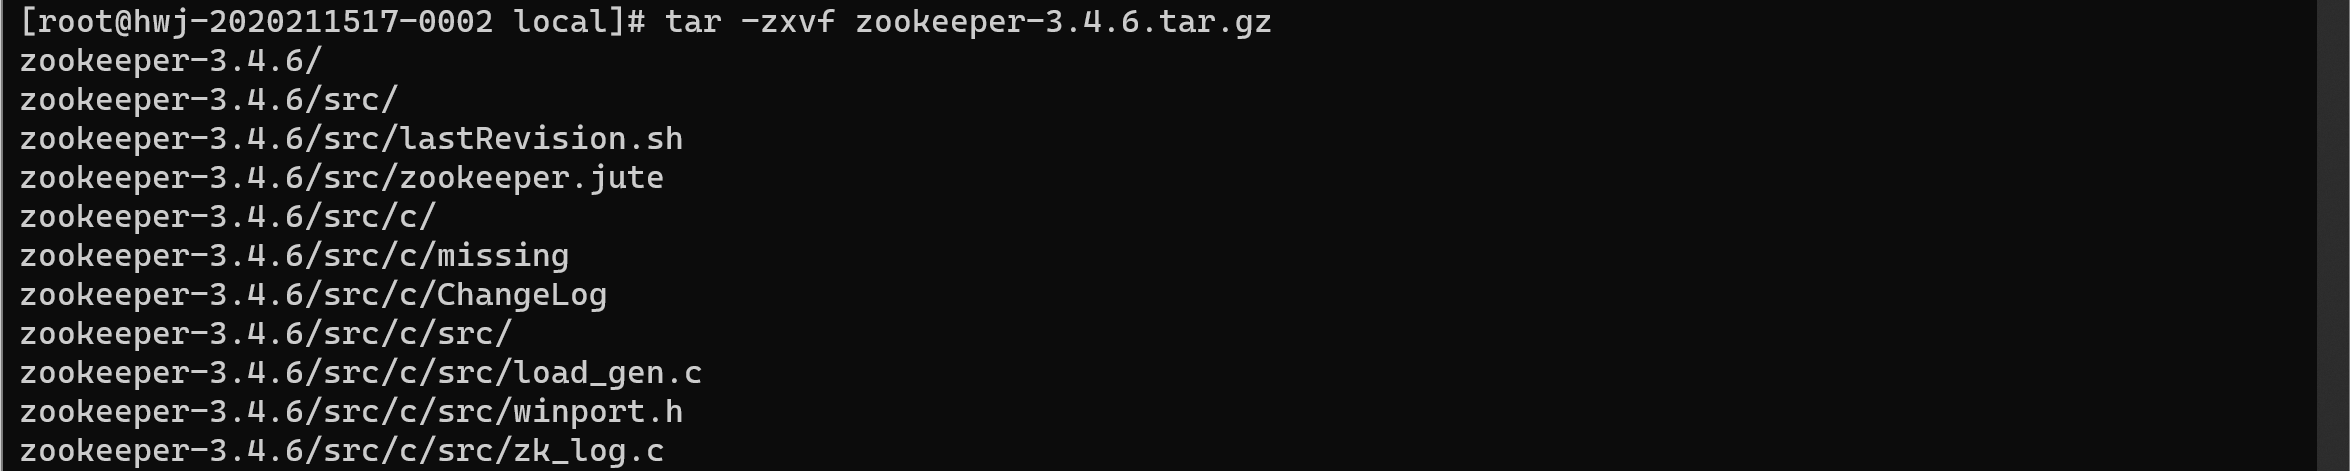 [root@hwj-2020211517-0002 local]# tar -zxvf zookeeper-3.4.6.tar.gz
zookeeper-3.4.6/
zookeeper-3.4.6/src/
zookeeper-3.4.6/src/lastRevision.sh
zookeeper-3.4.6/src/zookeeper.jute
zookeeper-3.4.6/src/c/
zookeeper-3.4.6/src/c/missing
zookeeper-3.4.6/src/c/ChangeLog
zookeeper-3.4.6/src/c/src/
zookeeper-3.4.6/src/c/src/load_gen.c
zookeeper-3.4.6/src/c/src/winport.h
zookeeper-3.4.6/src/c/src/zk_log.c